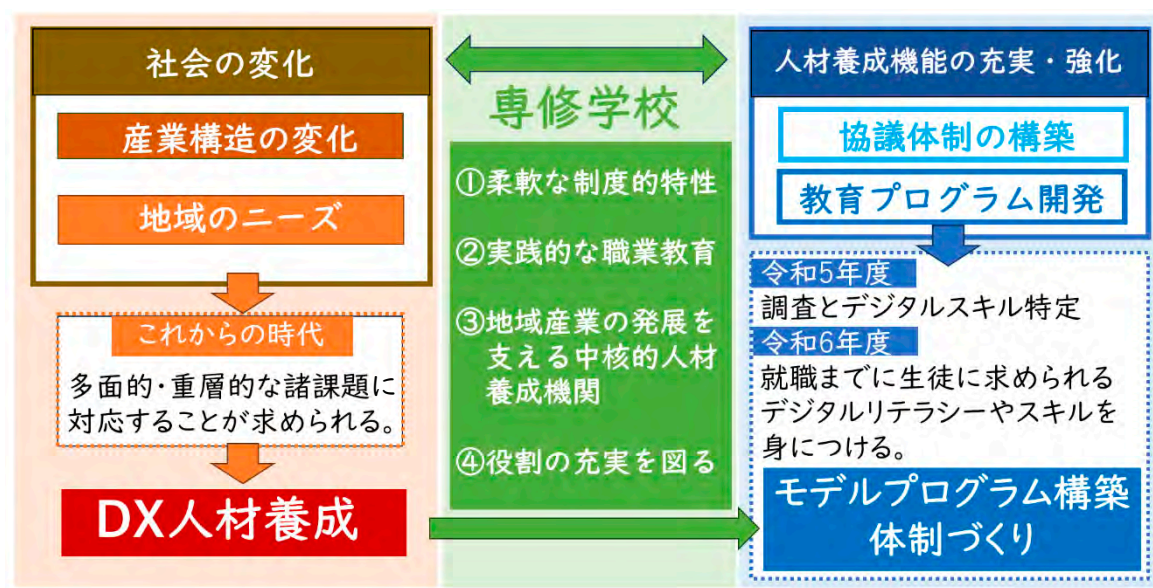 社会の変化
産業構造の変化
地域のニーズ
これからの時代
多面的・重層的な諸課題に
対応することが求められる。
DX人材養成
専修学校
①柔軟な制度的特性
②実践的な職業教育
③地域産業の発展を
支える中核的人材
養成機関
④役割の充実を図る
人材養成機能の充実・強化
協議体制の構築
教育プログラム開発
令和5年度
調査とデジタルスキル特定
令和6年度
就職までに生徒に求められる
デジタルリテラシーやスキルを
身につける。
モデルプログラム構築
体制づくり